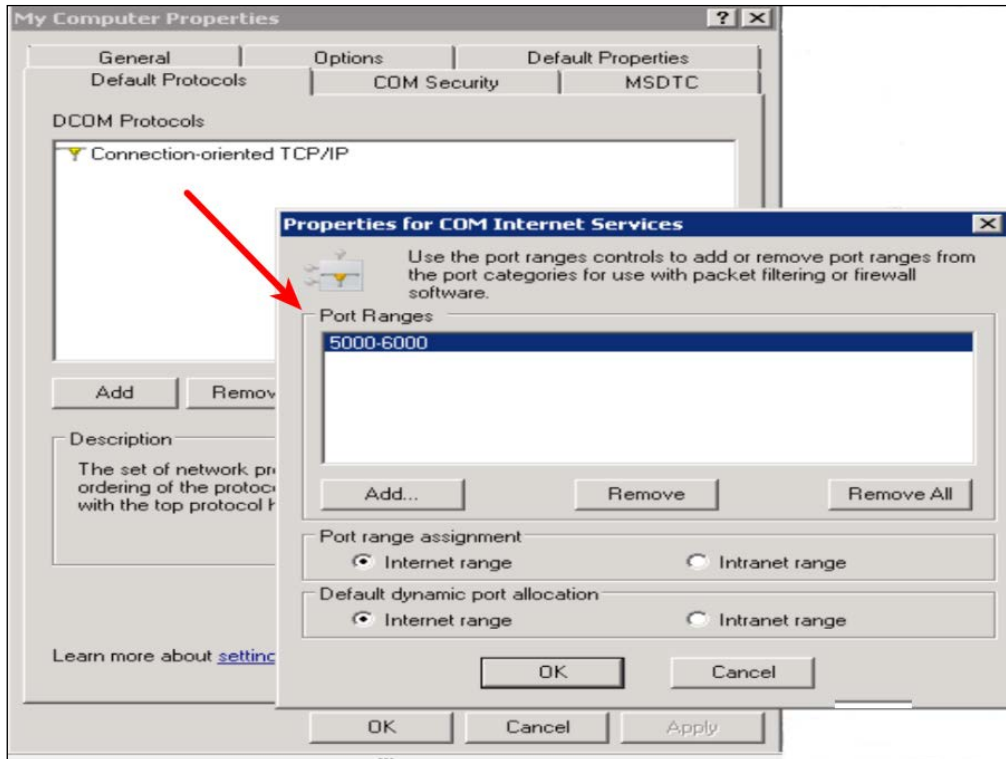 My Computer Properties
General Options Default Properties
Default Protocols COM Security MSDTC
DCOM Protocols
Connection-oriented TCP/IP
Properties for COM Internet Services
Use the port ranges controls to add or remove port ranges from
the port categories for use with packet filtering or firewall
software.
Port Ranges
5000-6000
Add Remov
Description
The set of network pr
ordering of the protoc
with the top protocol h
Add... Remove Remove All
Port range assignment
Internet range Intranet range
Default dynamic port allocation
Internet range Intranet range
Learn more about setting
OK Cancel
OK Cancel Apply